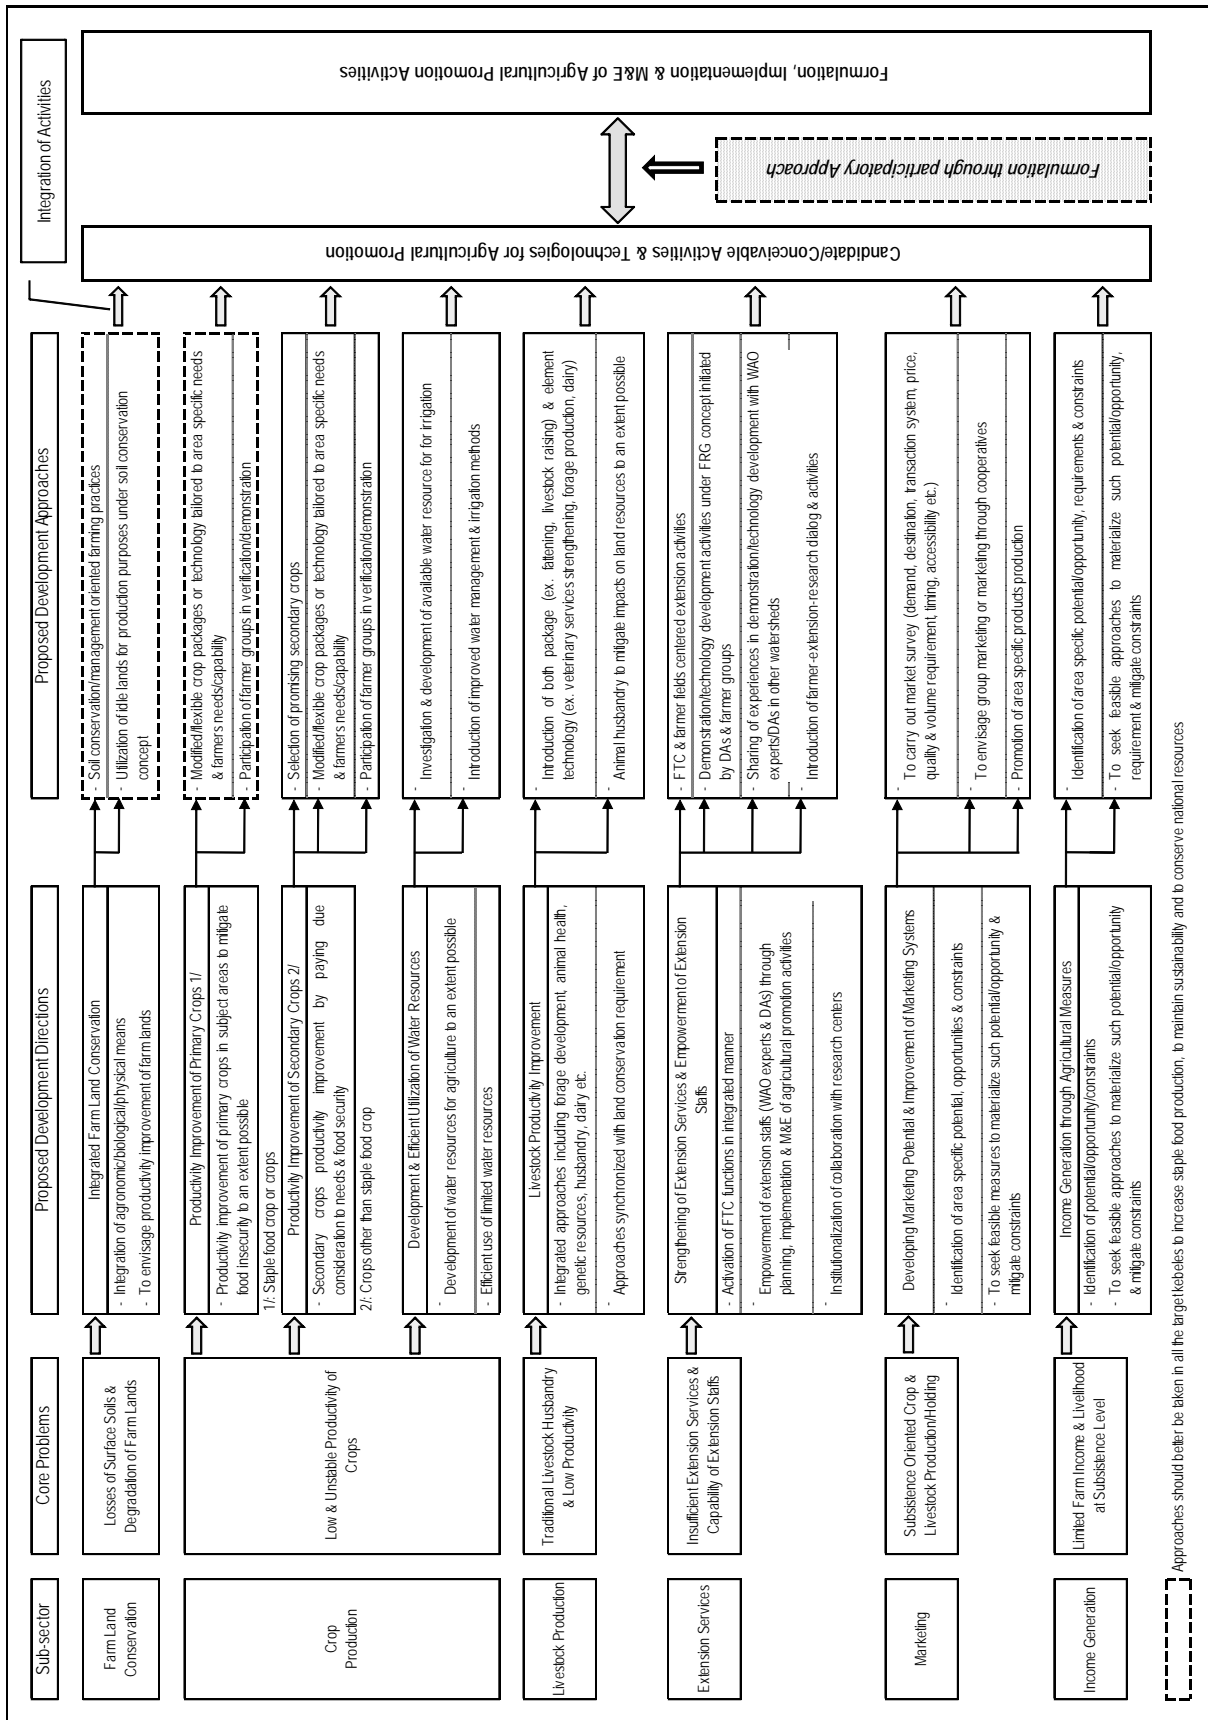 Sub-sector
Core Problems
Proposed Development Directions
Proposed Development Approaches
Integration of Activities
Farm Land
Conservation
Losses of Surface Soils &
Degradation of Farm Lands
Integrated Farm Land Conservation
- Integration of agronomic/biological/physical means
- To envisage productivity improvement of farm lands
- Soil conservation/management oriented farming practices
- Utilization of idle lands for production purposes under soil conservation
concept
Crop
Production
Low & Unstable Productivity of
Crops
Productivity Improvement of Primary Crops 1/
- Productivity improvement of primary crops in subject areas to mitigate
food insecurity to an extent possible
1/: Staple food crop or crops
- Modified/flexible crop packages or technology tailored to area specific needs
& farmer's needs/capability
- Participation of farmer groups in verification/demonstration
Productivity Improvement of Secondary Crops 2/
- Secondary crops productivity improvement by paying due
consideration to needs & food security
2/: Crops other than staple food crop
- Selection of promising secondary crops
- Modified/flexible crop packages or technology tailored to area specific needs
& farmer's needs/capability
- Participation of farmer groups in verification/demonstration
Development & Efficient Utilization of Water Resources
- Development of water resources for agriculture to an extent possible
- Efficient use of limited water resources
- Investigation & development of available water resource for for irrigation
- Introduction of improved water management & irrigation methods
Livestock Production
Traditional Livestock Husbandry
& Low Productivity
Livestock Productivity Improvement
- Integrated approaches including forage development, animal health,
genetic resources, husbandry, dairy etc.
- Approaches synchronized with land conservation requirement
- Introduction of both package (ex. fattening, livestock raising) & element
technology (ex. veterinary services strengthening, forage production, dairy)
- Animal husbandry to mitigate impacts on land resources to an extent possible
Extension Services
Insufficient Extension Services &
Capability of Extension Staffs
Strengthening of Extension Services & Empowerment of Extension
Staffs
- Activation of FTC functions in integrated manner
- Empowerment of extension staffs (WAO experts & DAs) through
planning, implementation & M&E of agricultural promotion activities
- Institutionalization of collaboration with research centers
- FTC & farmer fields centered extension activities
- Demonstration/technology development activities under FRG concept initiated
by DAs & farmer groups
- Sharing of experiences in demonstration/technology development with WAO
experts/DAs in other watersheds
- Introduction of farmer-extension-research dialog & activities
Marketing
Subsistence Oriented Crop &
Livestock Production/Holding
Developing Marketing Potential & Improvement of Marketing Systems
- Identification of area specific potential, opportunities & constraints
- To seek feasible measures to materialize such potential/opportunity &
mitigate constraints
- To carry out market survey (demand, destination, transaction system, price,
quality & volume requirement, timing, accessibility etc.)
- To envisage group marketing or marketing through cooperatives
- Promotion of area specific products production
Income Generation
Limited Farm Income & Livelihood
at Subsistence Level
Income Generation through Agricultural Measures
- Identification of potential/opportunity/constraints
- To seek feasible approaches to materialize such potential/opportunity
& mitigate constraints
- Identification of area specific potential/opportunity, requirements & constraints
- To seek feasible approaches to materialize such potential/opportunity,
requirement & mitigate constraints
Candidate/Conceivable Activities & Technologies for Agricultural Promotion
Formulation through participatory Approach
Formulation, Implementation & M&E of Agricultural Promotion Activities
Approaches should better be taken in all the target kebeles to increase staple food production, to maintain sustainability and to conserve national resources